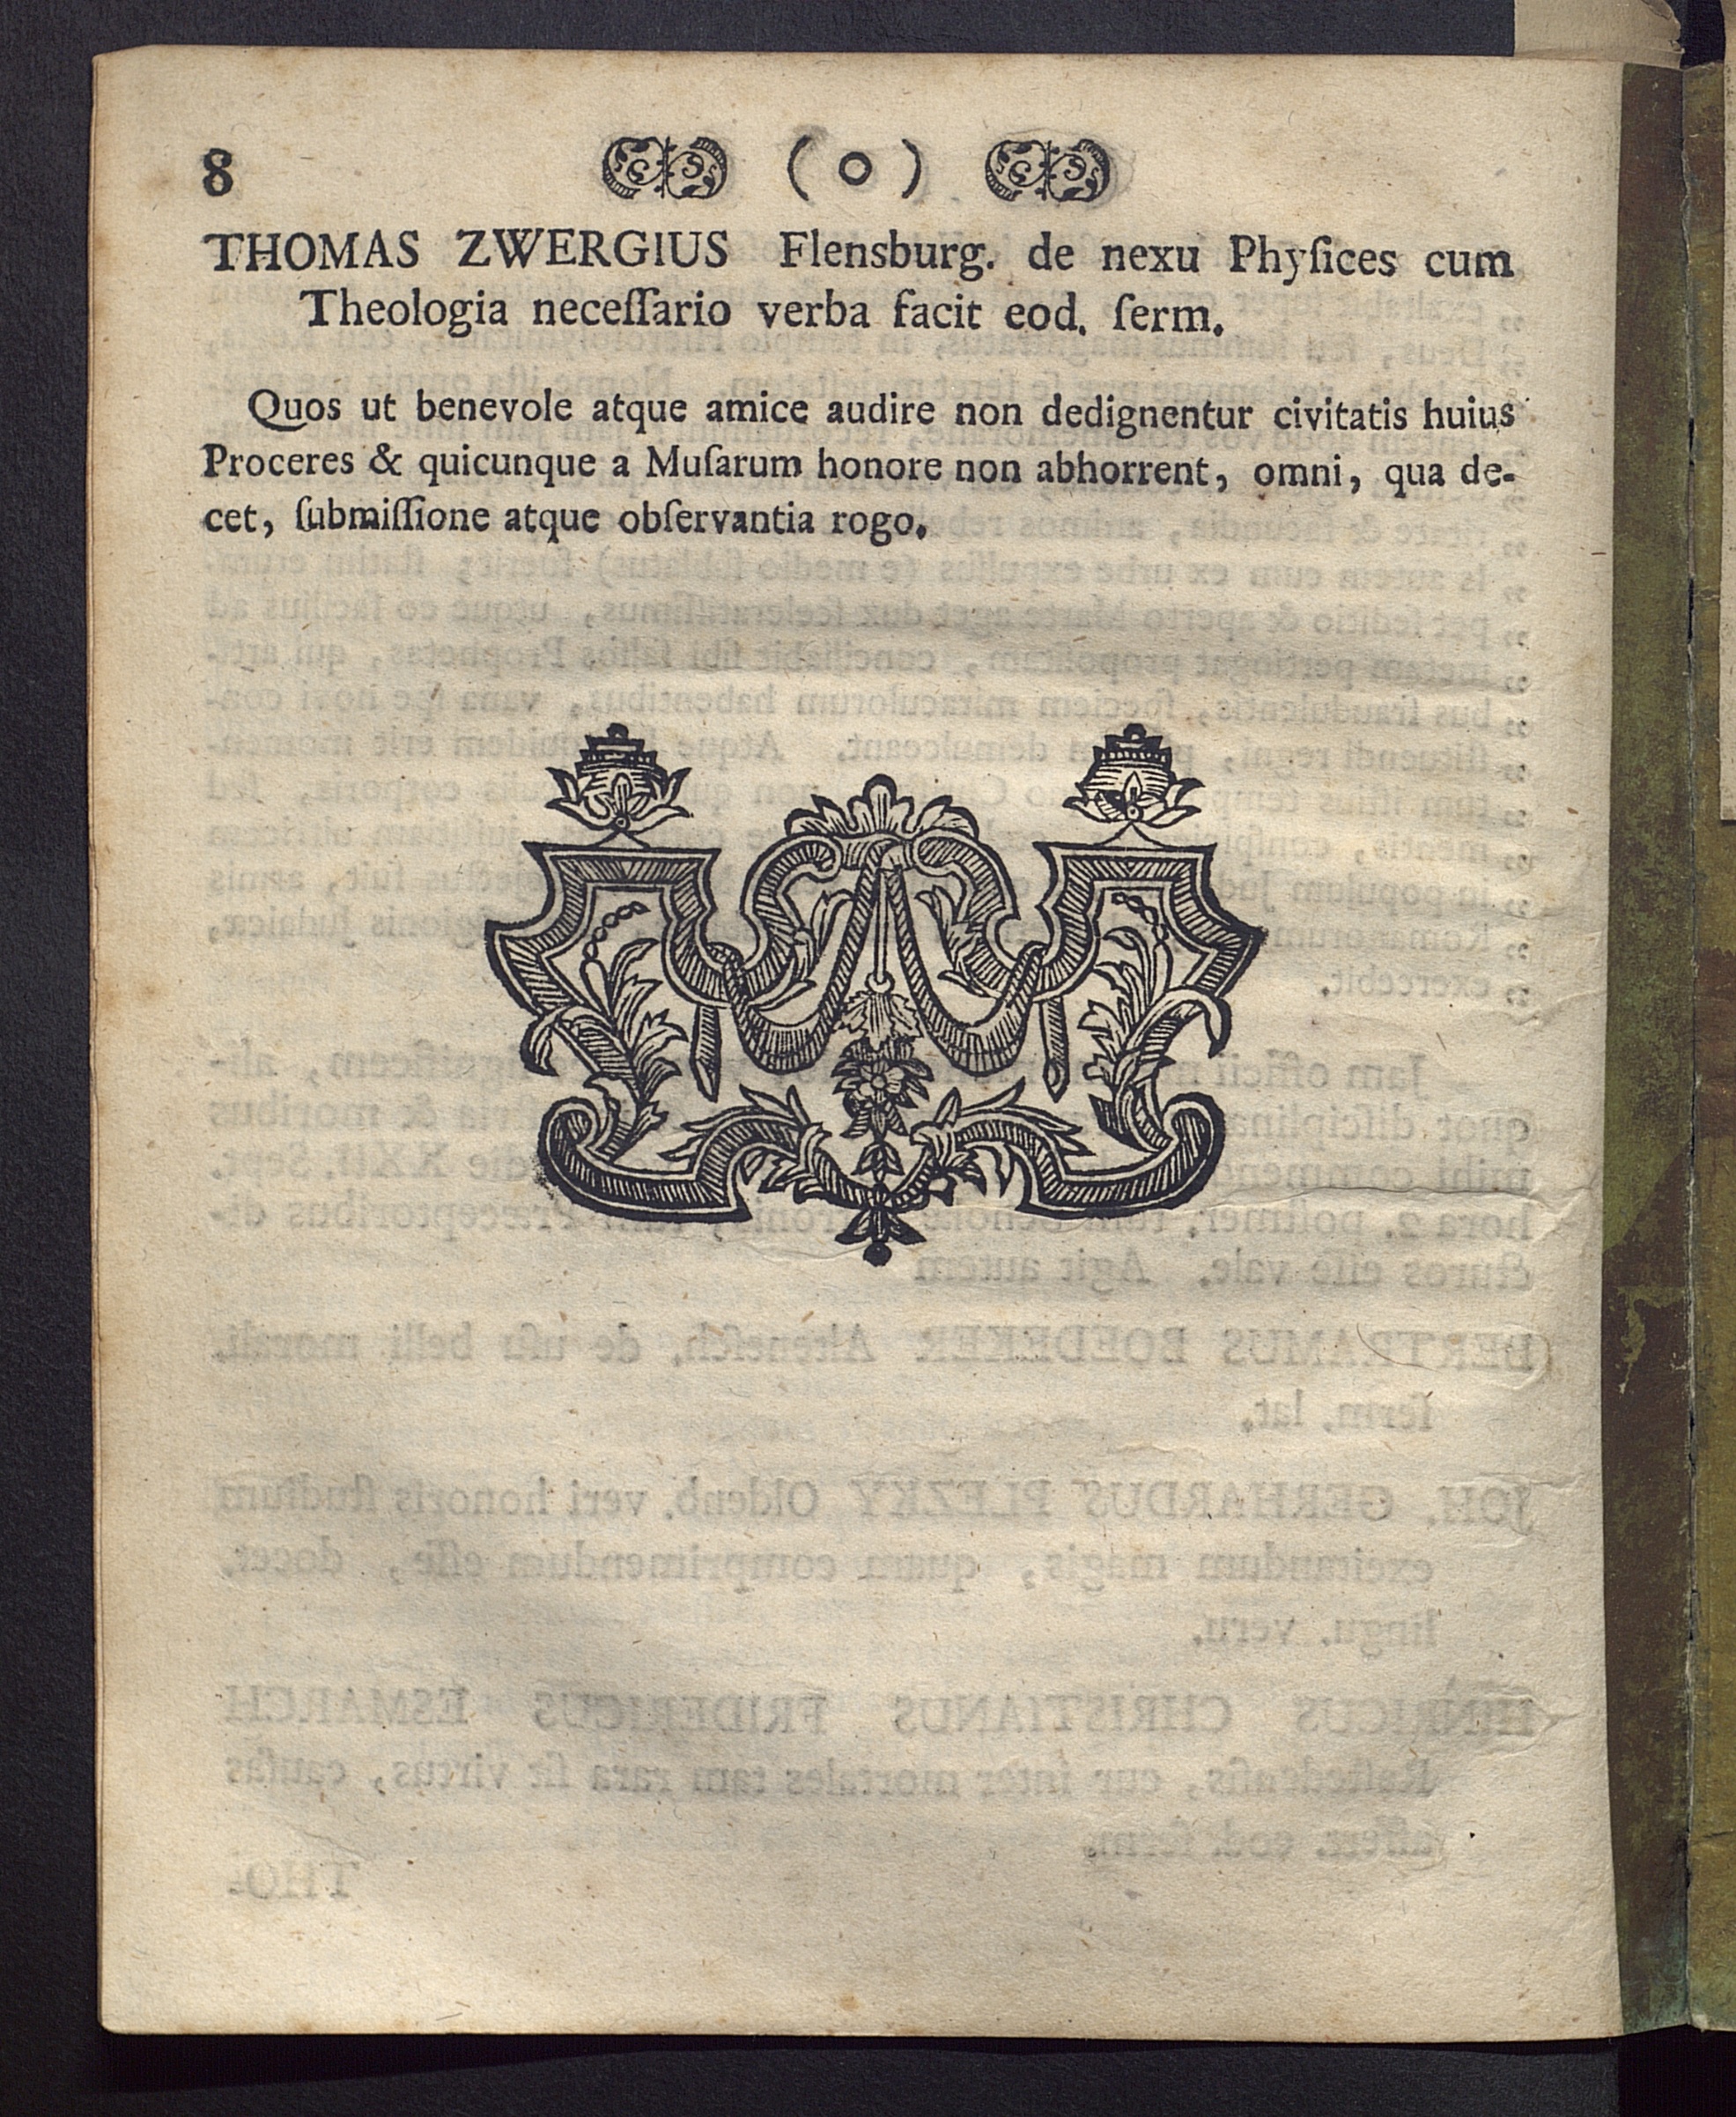 8 ( o )
THOMAS ZWERGIUS Flensburg. de nexu Phyſices cum
Theologia neceſſario verba facit eod. ſerm.
Quos ut benevole atque amice audire non dedignentur civitatis huius
Proceres & quicunque a Muſarum honore non abhorrent, omni, qua de-
cet, ſubmiſſione atque obſervantia rogo.